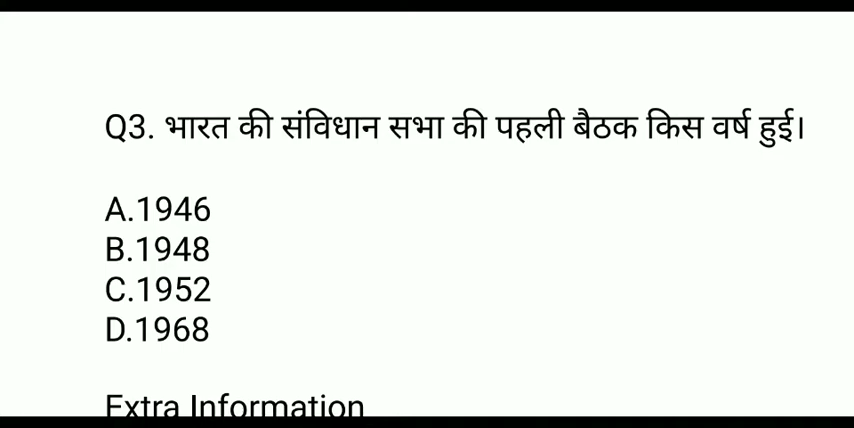 Q3. भारत की संविधान सभा की पहली बैठक किस वर्ष हुई।
A.1946
B.1948
C.1952
D.1968
Extra Information